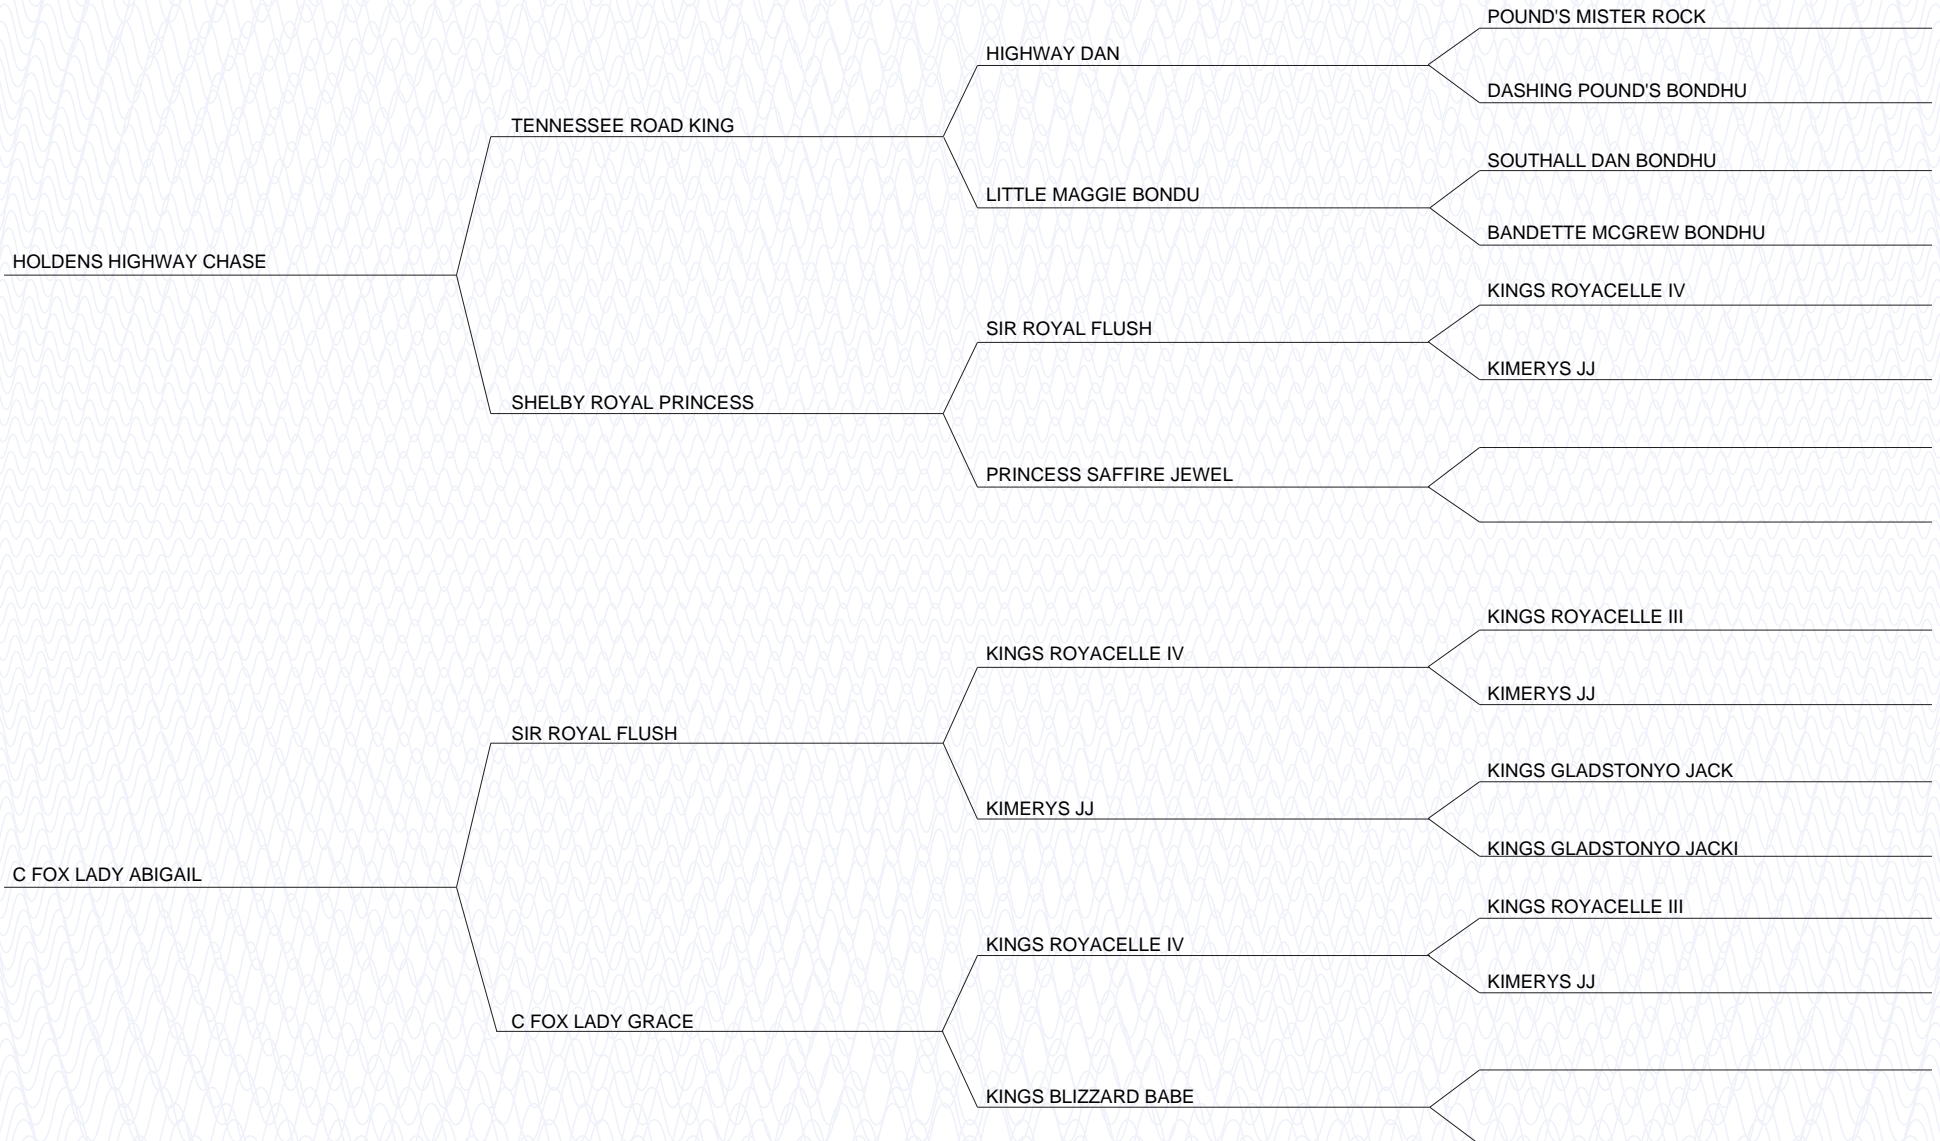 POUND'S MISTER ROCK
HIGHWAY DAN
DASHING POUND'S BONDHU
TENNESSEE ROAD KING
SOUTHALL DAN BONDHU
LITTLE MAGGIE BONDU
BANDETTE MCGREW BONDHU
HOLDENS HIGHWAY CHASE
KINGS ROYACELLE IV
SIR ROYAL FLUSH
KIMERYS JJ
SHELBY ROYAL PRINCESS
PRINCESS SAFFIRE JEWEL
KINGS ROYACELLE III
KINGS ROYACELLE IV
KIMERYS JJ
SIR ROYAL FLUSH
KINGS GLADSTONYO JACK
KIMERYS JJ
KINGS GLADSTONYO JACKI
C FOX LADY ABIGAIL
KINGS ROYACELLE III
KINGS ROYACELLE IV
KIMERYS JJ
C FOX LADY GRACE
KINGS BLIZZARD BABE